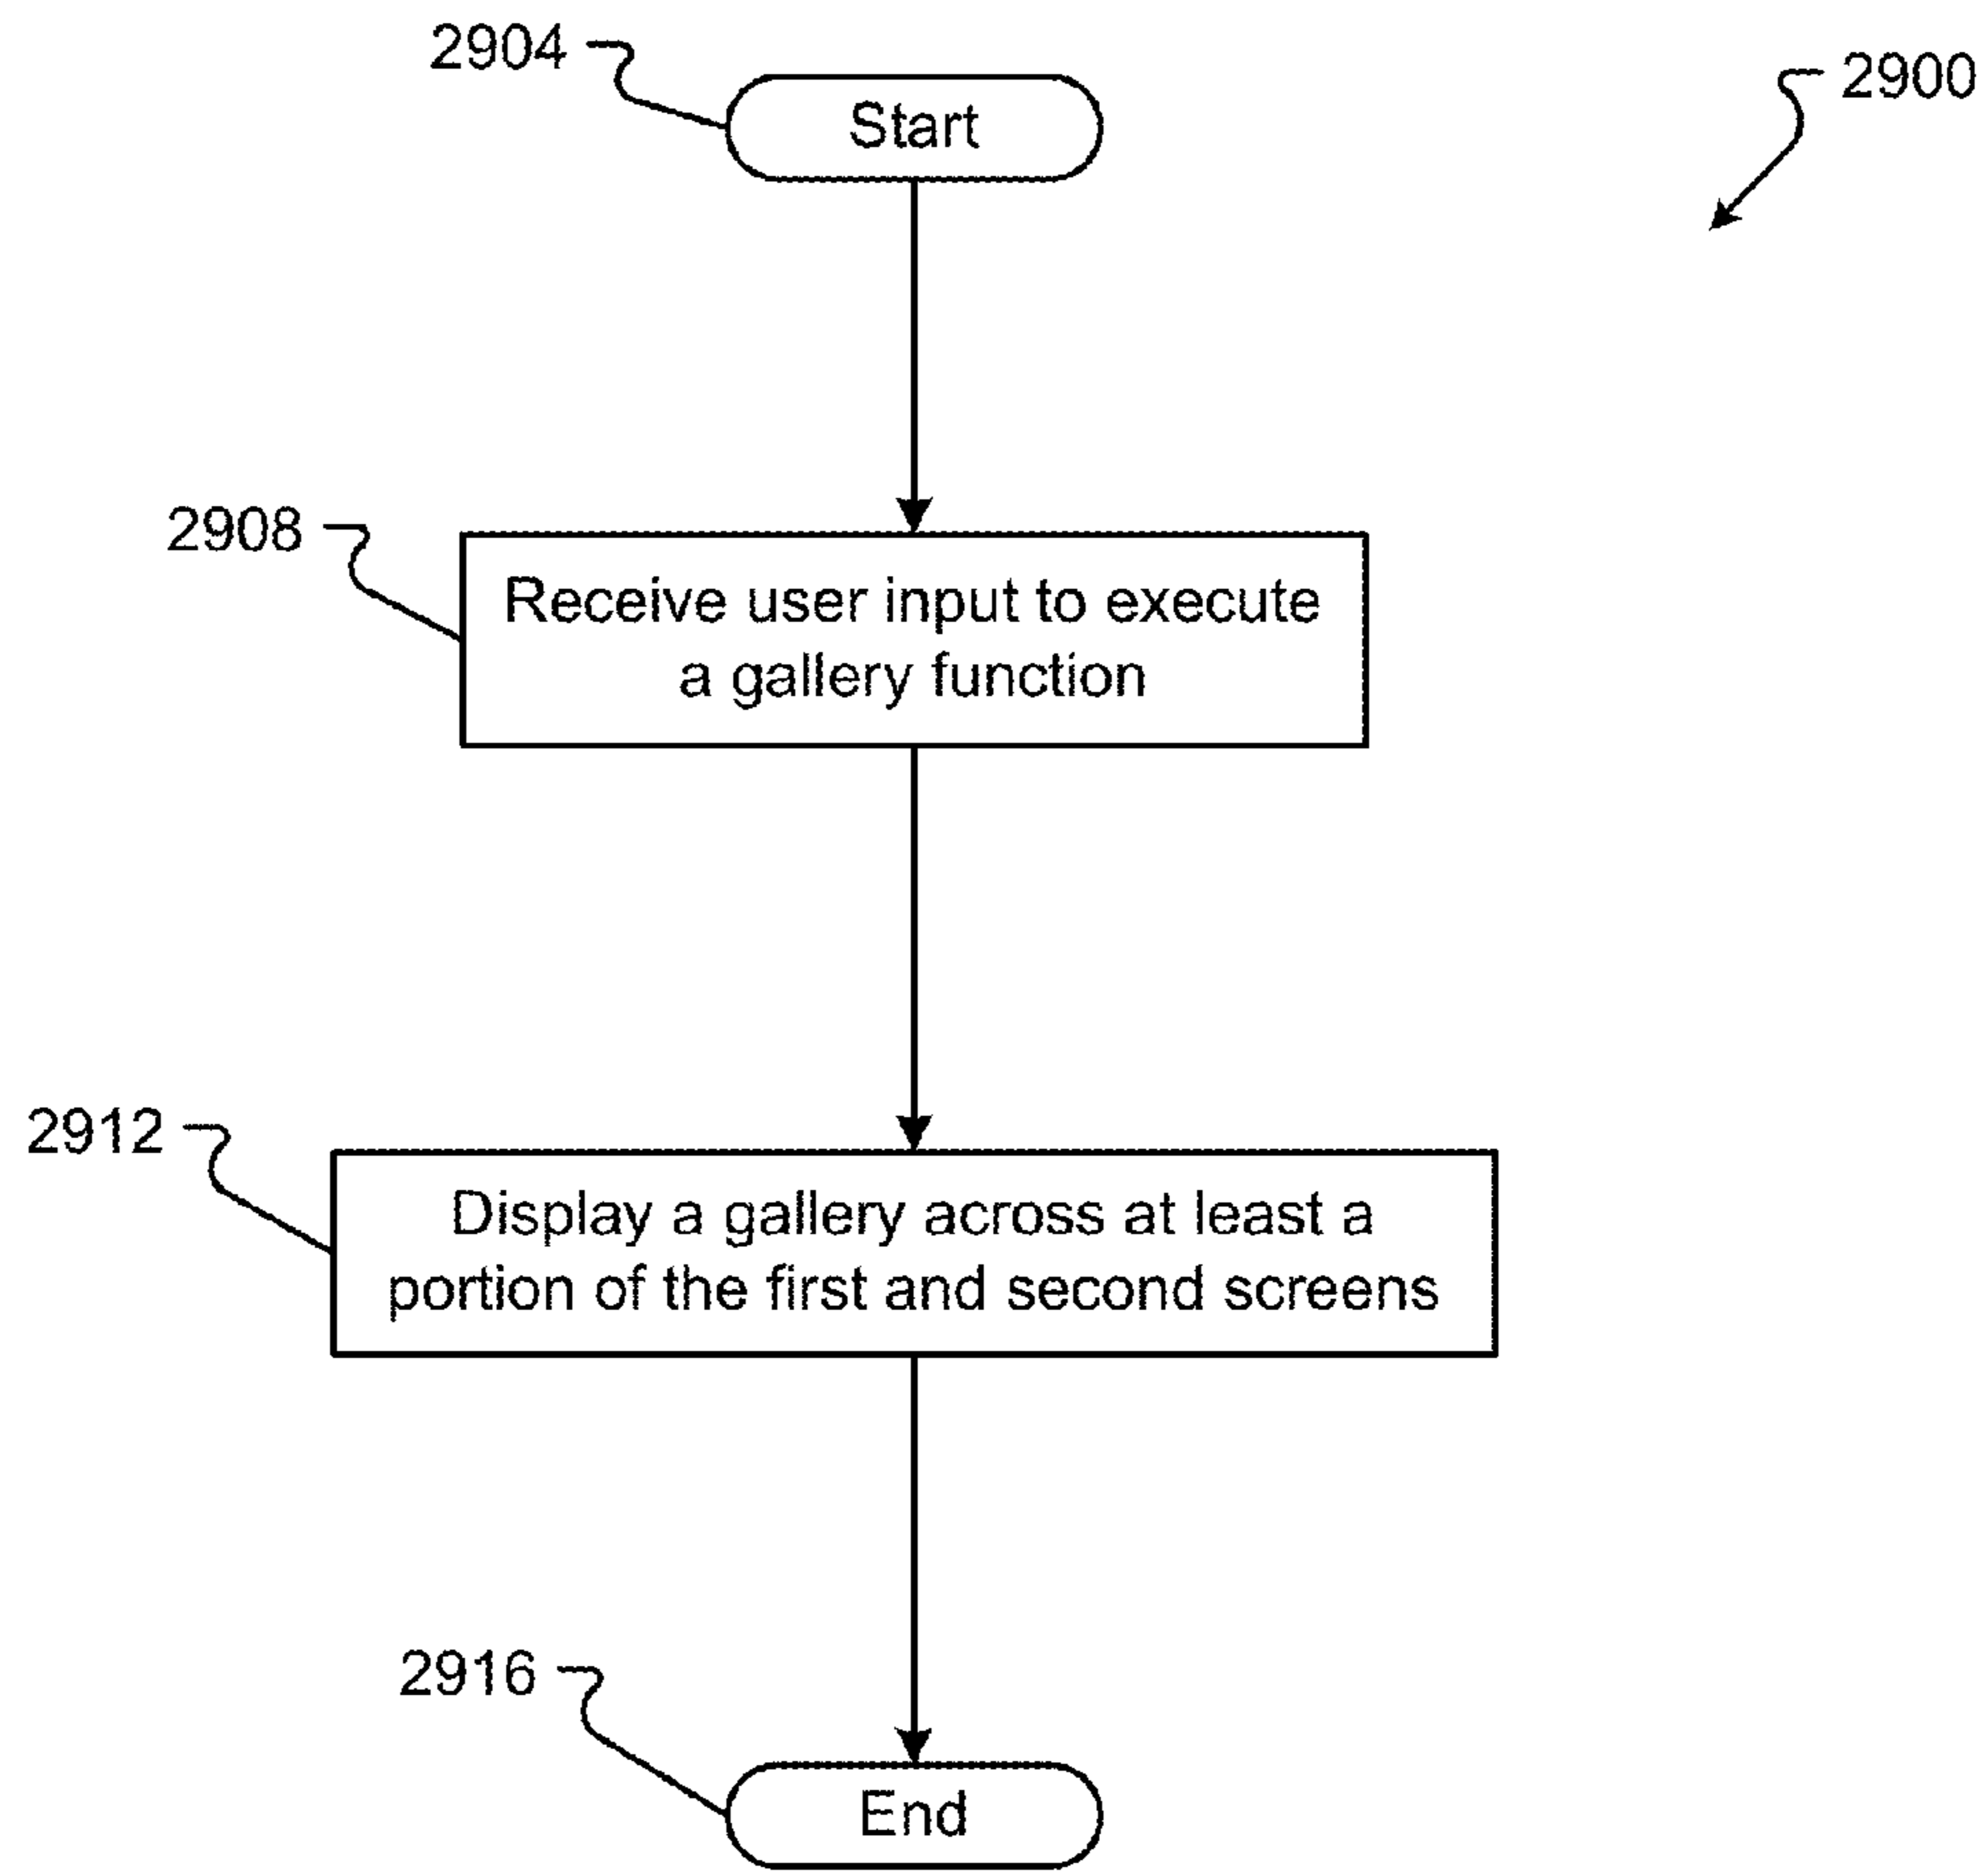 2904
Start
2900
2908
Receive user input to execute
a gallery function
2912
Display a gallery across at least a
portion of the first and second screens
2916
End